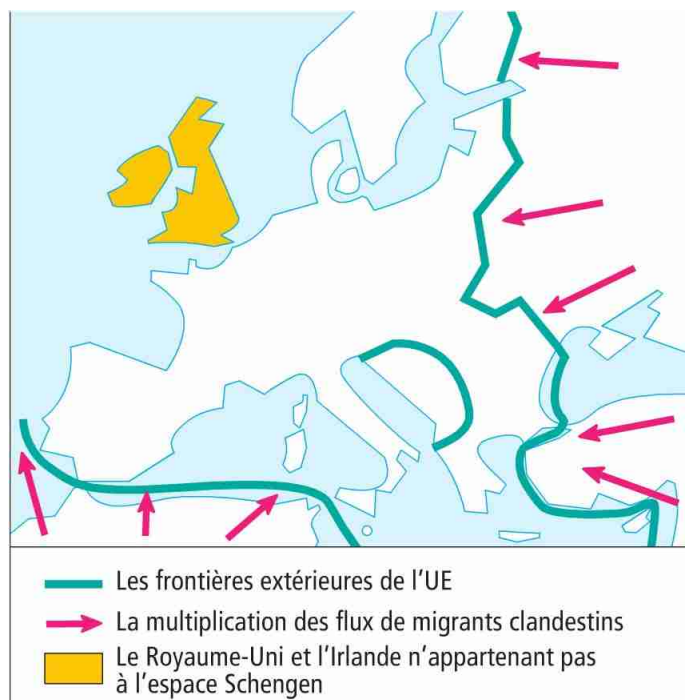 Les frontières extérieures de l'UE
La multiplication des flux de migrants clandestins
Le Royaume-Uni et l'Irlande n'appartenant pas
à l'espace Schengen